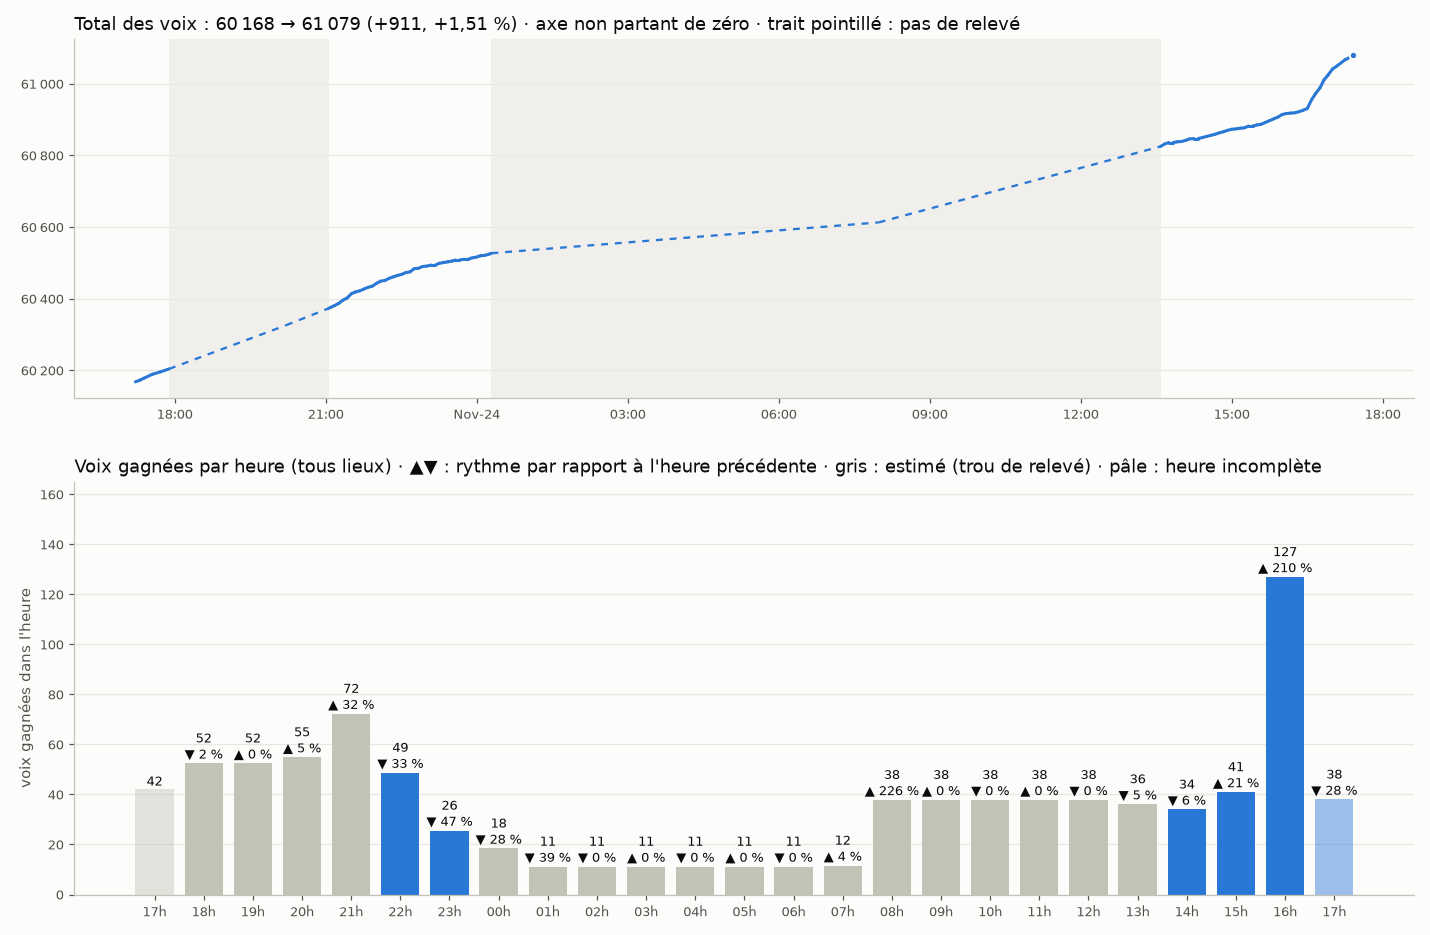 Total des voix : 60 168 → 61 079 (+911, +1,51 %) · axe non partant de zéro · trait pointillé : pas de relevé
61 000
60 800
60 600
60 400
60 200
18:00 21:00 Nov-24 03:00 06:00 09:00 12:00 15:00 18:00
Voix gagnées par heure (tous lieux) · ▲▼ : rythme par rapport à l'heure précédente · gris : estimé (trou de relevé) · pâle : heure incomplète
voix gagnées dans l'heure
160
140
120
100
80
60
40
20
0
42
52
▼ 2 %
52
▲ 0 %
55
▲ 5 %
72
▲ 32 %
49
▼ 33 %
26
▼ 47 %
18
▼ 28 %
11
▼ 39 %
11
▼ 0 %
11
▲ 0 %
11
▼ 0 %
11
▲ 0 %
11
▼ 0 %
12
▲ 4 %
38
▲ 226 %
38
▲ 0 %
38
▼ 0 %
38
▲ 0 %
38
▼ 0 %
36
▼ 5 %
34
▼ 6 %
41
▲ 21 %
127
▲ 210 %
38
▼ 28 %
17h 18h 19h 20h 21h 22h 23h 00h 01h 02h 03h 04h 05h 06h 07h 08h 09h 10h 11h 12h 13h 14h 15h 16h 17h